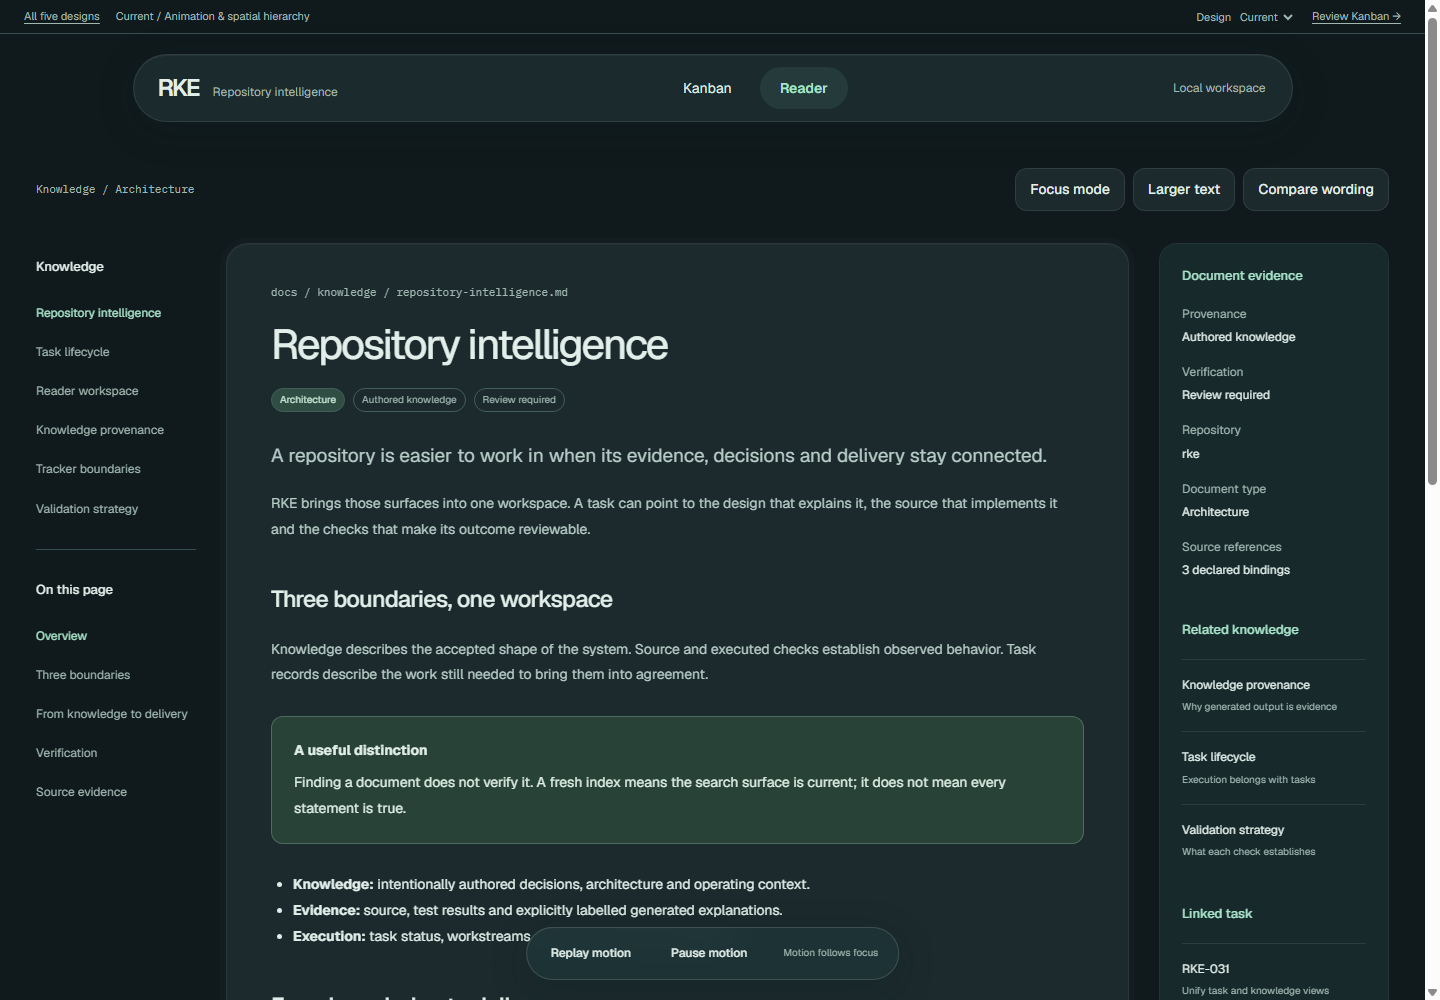 All five designs
Current / Animation & spatial hierarchy
Design
Current
Review Kanban →
RKE
Repository intelligence
Kanban
Reader
Local workspace
Knowledge / Architecture
Focus mode
Larger text
Compare wording
Knowledge
Repository intelligence
Task lifecycle
Reader workspace
Knowledge provenance
Tracker boundaries
Validation strategy
On this page
Overview
Three boundaries
From knowledge to delivery
Verification
Source evidence
docs / knowledge / repository-intelligence.md
Repository intelligence
Architecture
Authored knowledge
Review required
A repository is easier to work in when its evidence, decisions and delivery stay connected.
RKE brings those surfaces into one workspace. A task can point to the design that explains it, the source that implements it
and the checks that make its outcome reviewable.
Three boundaries, one workspace
Knowledge describes the accepted shape of the system. Source and executed checks establish observed behavior. Task
records describe the work still needed to bring them into agreement.
A useful distinction
Finding a document does not verify it. A fresh index means the search surface is current; it does not mean every
statement is true.
• Knowledge: intentionally authored decisions, architecture and operating context.
• Evidence: source, test results and explicitly labelled generated explanations.
• Execution: task status, workstreams
Replay motion
Pause motion
Motion follows focus
Document evidence
Provenance
Authored knowledge
Verification
Review required
Repository
rke
Document type
Architecture
Source references
3 declared bindings
Related knowledge
Knowledge provenance
Why generated output is evidence
Task lifecycle
Execution belongs with tasks
Validation strategy
What each check establishes
Linked task
RKE-031
Unify task and knowledge views